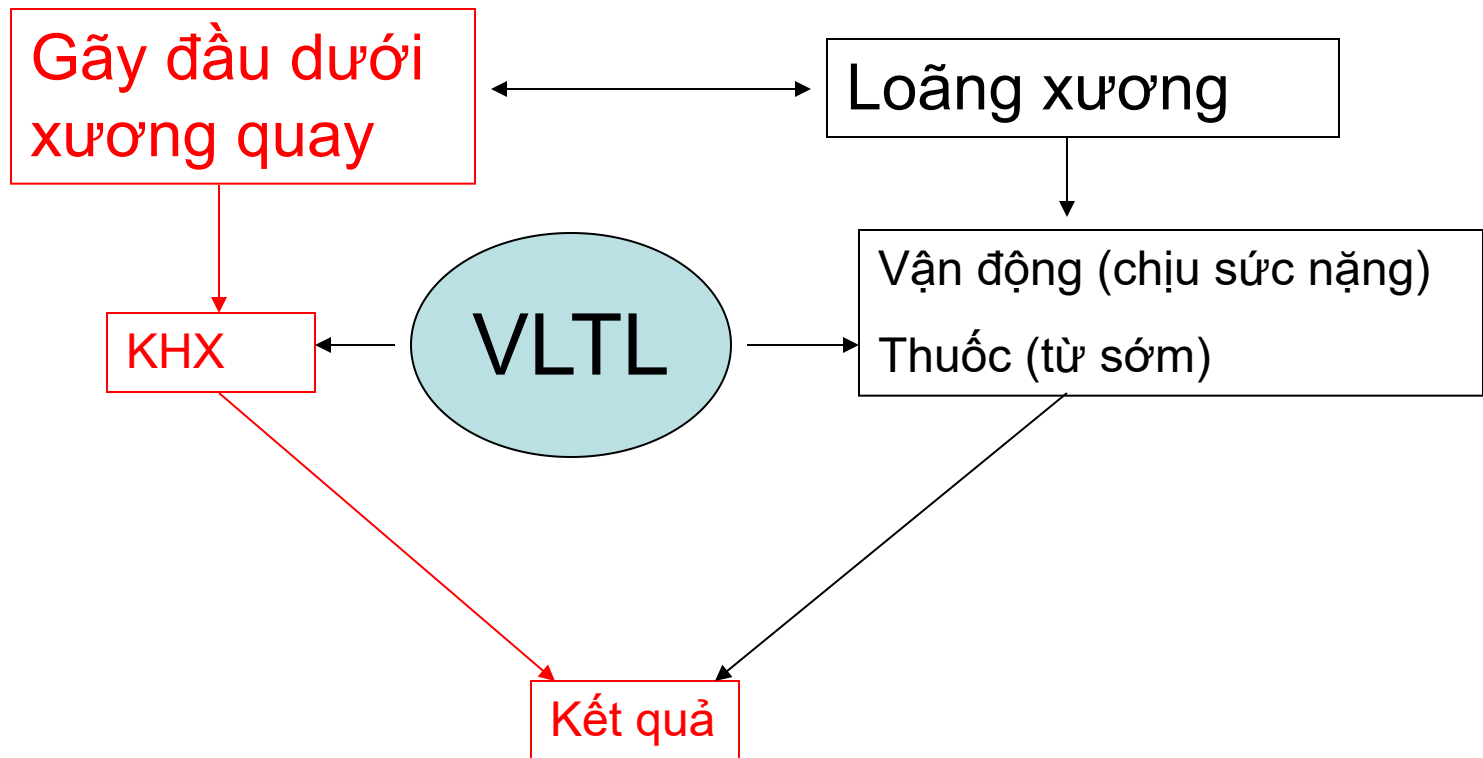 Gãy đầu dưới
xương quay
Loãng xương
Vận động (chịu sức nặng)
Thuốc (từ sớm)
KHX
VLTL
Kết quả